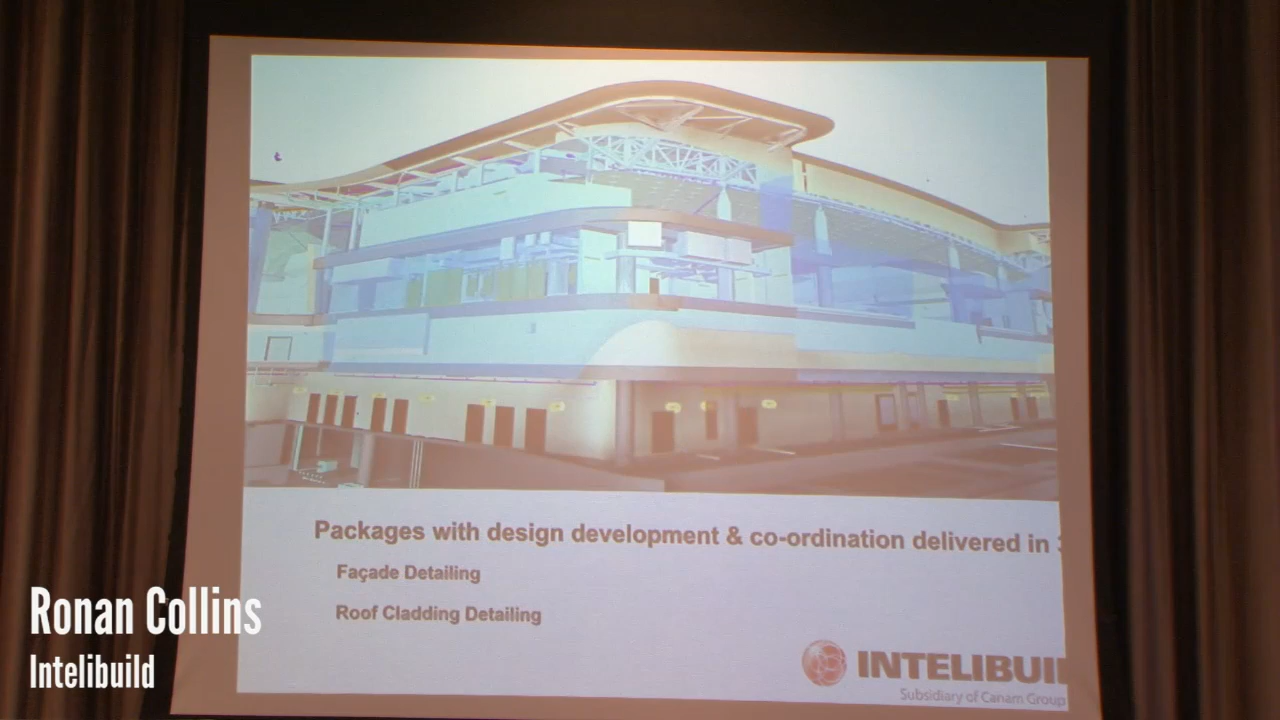 Packages with design development & co-ordination delivered in
Façade Detailing
Roof Cladding Detailing
Ronan Collins
Intelibuild
INTELIBUI
Subsidiary of Canam Group